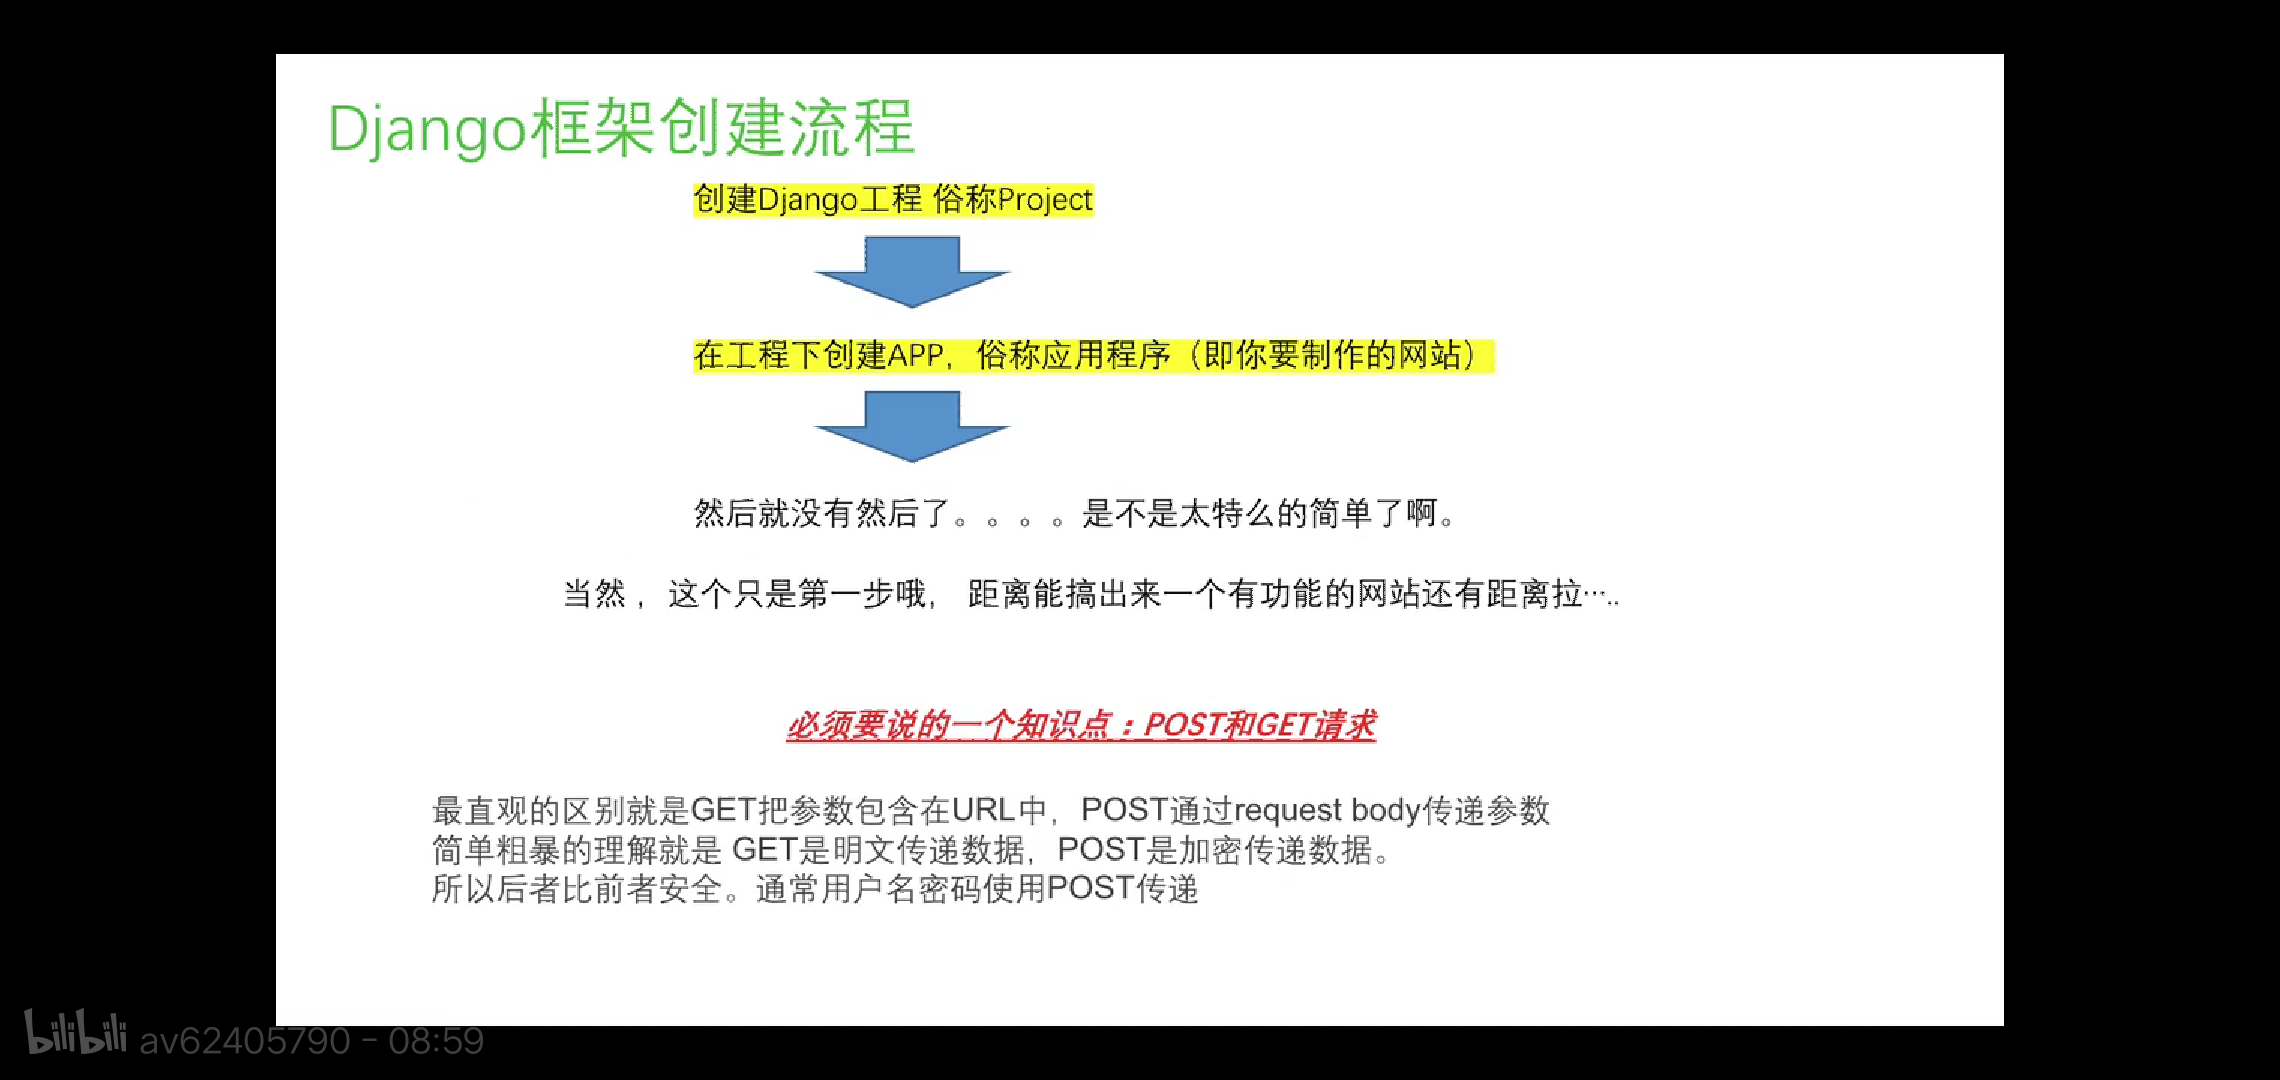 Django框架创建流程
创建Django工程 俗称Project
在工程下创建APP，俗称应用程序（即你要制作的网站）
然后就没有然后了。。。。是不是太特么的简单了啊。
当然 ，这个只是第一步哦， 距离能搞出来一个有功能的网站还有距离拉…..
必须要说的一个知识点：POST和GET请求
最直观的区别就是GET把参数包含在URL中，POST通过request body传递参数
简单粗暴的理解就是 GET是明文传递数据，POST是加密传递数据。
所以后者比前者安全。通常用户名密码使用POST传递
bilibili av62405790 - 08:59